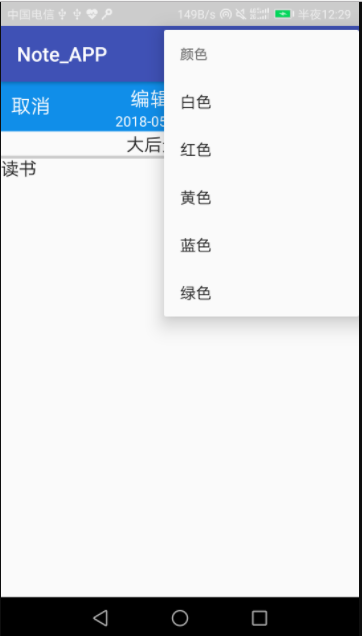 中国电信 149B/s 半夜12:29
Note_APP
颜色
白色
红色
黄色
蓝色
绿色
取消 编辑
2018-05
大后
读书